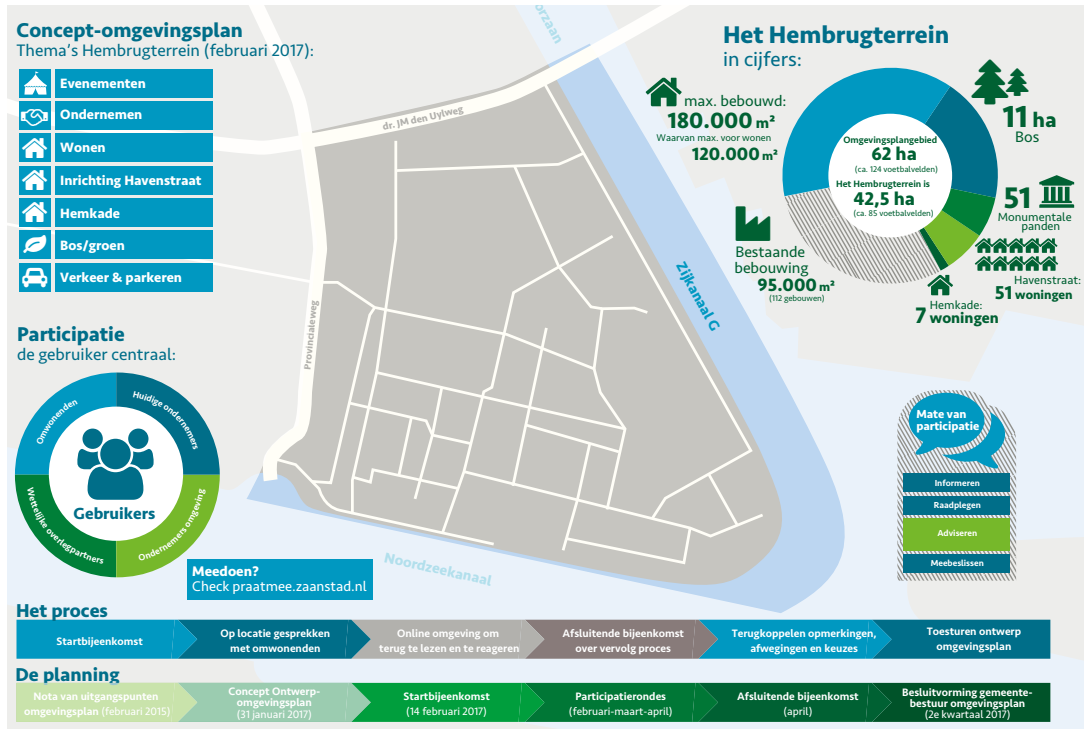 Concept-omgevingsplan
Thema's Hembrugterrein (februari 2017):
Evenementen
Ondernemen
Wonen
Inrichting Havenstraat
Hemkade
Bos/groen
Verkeer & parkeren
Participatie
de gebruiker centraal:
Omwonenden
Huidige ondernemers
Wettelijke overlegpartners
Ondernemers omgeving
Gebruikers
Meedoen?
Check praatmee.zaanstad.nl
dr. JM den Uylweg
Provincialeweg
Zijkanaal G
Noordzeekanaal
Het Hembrugterrein
in cijfers:
max. bebouwd:
180.000 m²
Waarvan max. voor wonen
120.000 m²
Omgevingsplangebied
62 ha
(ca. 124 voetbalvelden)
Het Hembrugterrein is
42,5 ha
(ca. 85 voetbalvelden)
11 ha
Bos
51
Monumentale
panden
Havenstraat:
51 woningen
Hemkade:
7 woningen
Bestaande
bebouwing
95.000 m²
(112 gebouwen)
Mate van
participatie
Informeren
Raadplegen
Adviseren
Meebeslissen
Het proces
Startbijeenkomst
Op locatie gesprekken
met omwonenden
Online omgeving om
terug te lezen en te reageren
Afsluitende bijeenkomst
over vervolg proces
Terugkoppelen opmerkingen,
afwegingen en keuzes
Toesturen ontwerp
omgevingsplan
De planning
Nota van uitgangspunten
omgevingsplan (februari 2015)
Concept Ontwerp-
omgevingsplan
(31 januari 2017)
Startbijeenkomst
(14 februari 2017)
Participatierondes
(februari-maart-april)
Afsluitende bijeenkomst
(april)
Besluitvorming gemeente-
bestuur omgevingsplan
(2e kwartaal 2017)